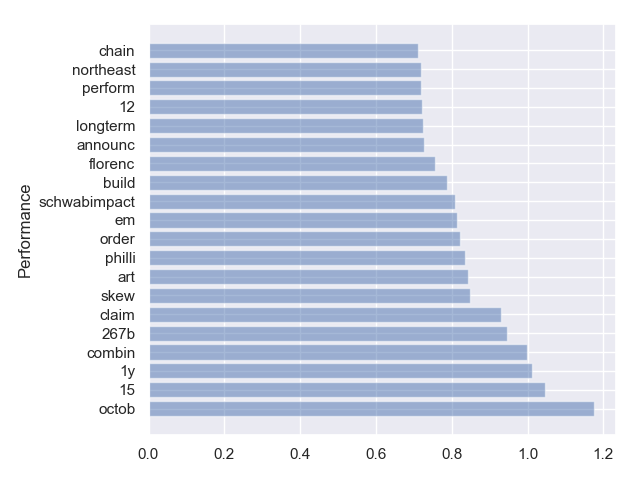 chain
northeast
perform
12
longterm
announc
florenc
build
schwabimpact
em
order
philli
art
skew
claim
267b
combin
1y
15
octob
0.0 0.2 0.4 0.6 0.8 1.0 1.2
Performance